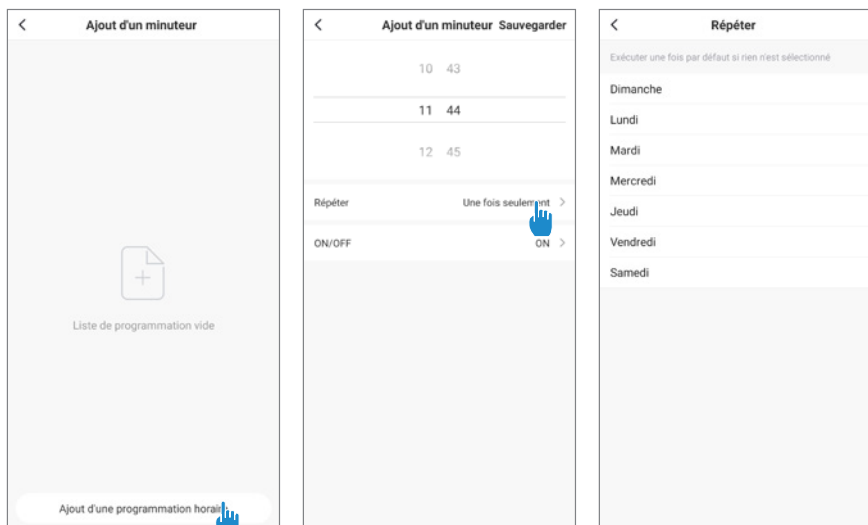 Ajout d'un minuteur
Liste de programmation vide
Ajout d'une programmation horaire
Ajout d'un minuteur Sauvegarder
10 43
11 44
12 45
Répéter Une fois seulement
ON/OFF ON
Répéter
Exécuter une fois par défaut si rien n'est sélectionné
Dimanche
Lundi
Mardi
Mercredi
Jeudi
Vendredi
Samedi